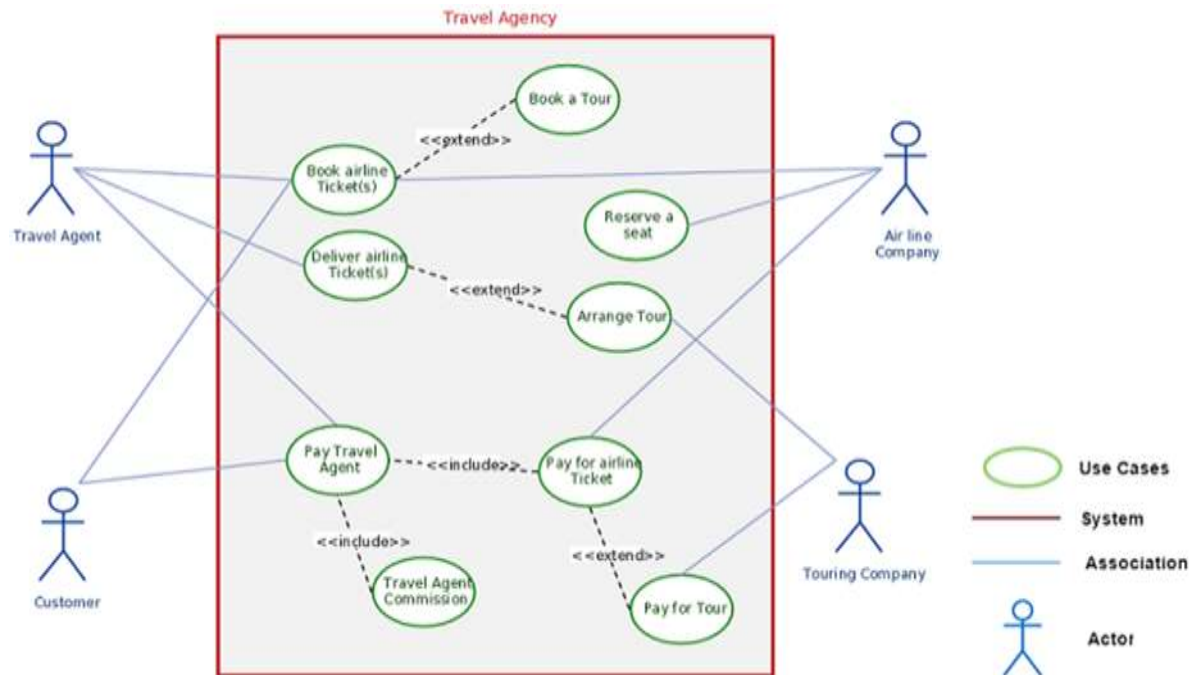 Travel Agency
Book a Tour
<<extend>>
Book airline
Ticket(s)
Travel Agent
Reserve a
seat
Air line
Company
Deliver airline
Ticket(s)
<<extend>>
Arrange Tour
Pay Travel
Agent
<<include>>
Pay for airline
Ticket
<<include>>
<<extend>>
Travel Agent
Commission
Pay for Tour
Customer
Touring Company
Use Cases
System
Association
Actor